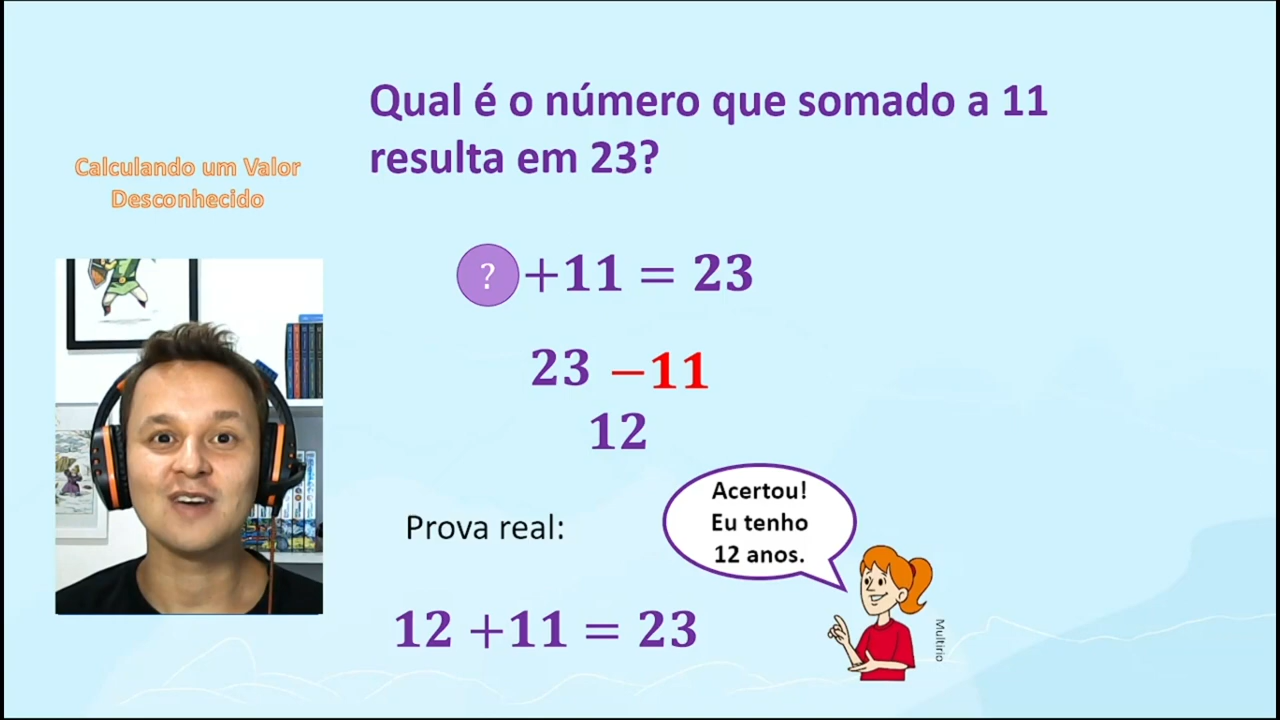 Qual é o número que somado a 11
resulta em 23?
Calculando um Valor
Desconhecido
? +11 = 23
23 −11
12
Prova real:
Acertou!
Eu tenho
12 anos.
12 +11 = 23
Multirio